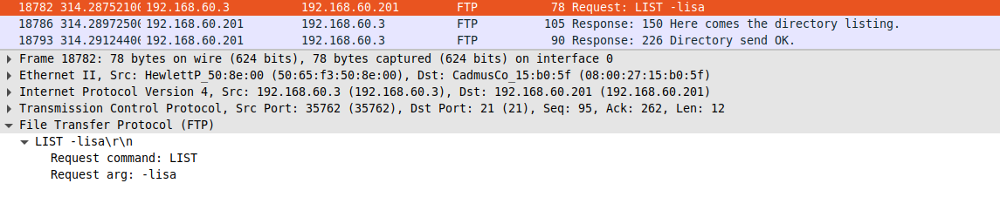 18782 314.28752100 192.168.60.3 192.168.60.201 FTP 78 Request: LIST -lisa
18786 314.28972500 192.168.60.201 192.168.60.3 FTP 105 Response: 150 Here comes the directory listing.
18793 314.29124400 192.168.60.201 192.168.60.3 FTP 90 Response: 226 Directory send OK.
Frame 18782: 78 bytes on wire (624 bits), 78 bytes captured (624 bits) on interface 0
Ethernet II, Src: HewlettP_50:8e:00 (50:65:f3:50:8e:00), Dst: CadmusCo_15:b0:5f (08:00:27:15:b0:5f)
Internet Protocol Version 4, Src: 192.168.60.3 (192.168.60.3), Dst: 192.168.60.201 (192.168.60.201)
Transmission Control Protocol, Src Port: 35762 (35762), Dst Port: 21 (21), Seq: 95, Ack: 262, Len: 12
File Transfer Protocol (FTP)
LIST -lisa\r\n
Request command: LIST
Request arg: -lisa